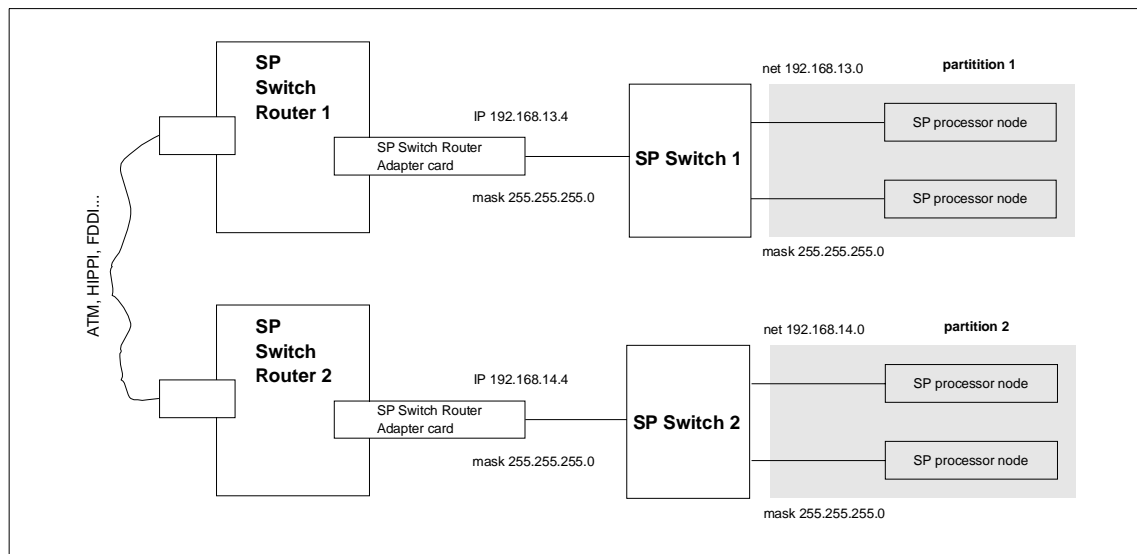 SP
Switch
Router 1
IP 192.168.13.4
SP Switch Router
Adapter card
mask 255.255.255.0
SP Switch 1
net 192.168.13.0
partition 1
SP processor node
SP processor node
mask 255.255.255.0
ATM, HIPPI, FDDI...
SP
Switch
Router 2
IP 192.168.14.4
SP Switch Router
Adapter card
mask 255.255.255.0
SP Switch 2
net 192.168.14.0
partition 2
SP processor node
SP processor node
mask 255.255.255.0